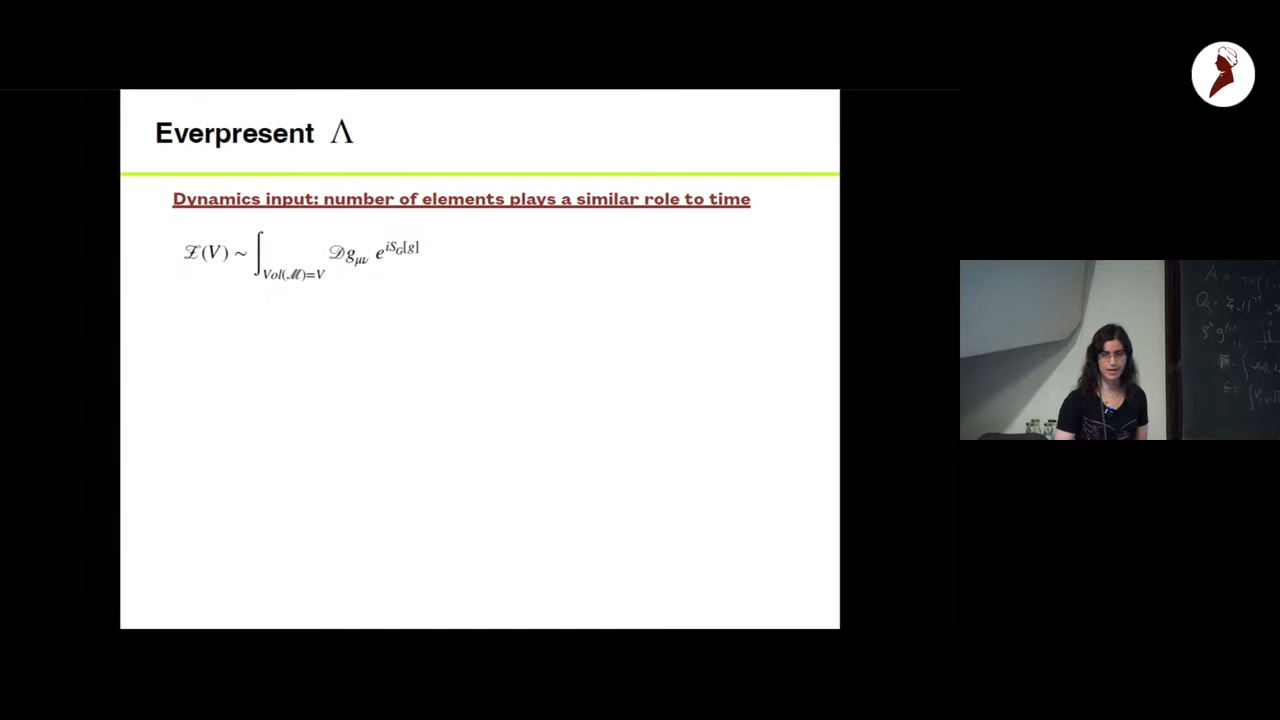 Everpresent Λ
Dynamics input: number of elements plays a similar role to time
𝒵(V) ∼ ∫_{Vol(ℳ)=V} 𝒟g_{μν} e^{iS_G[g]}